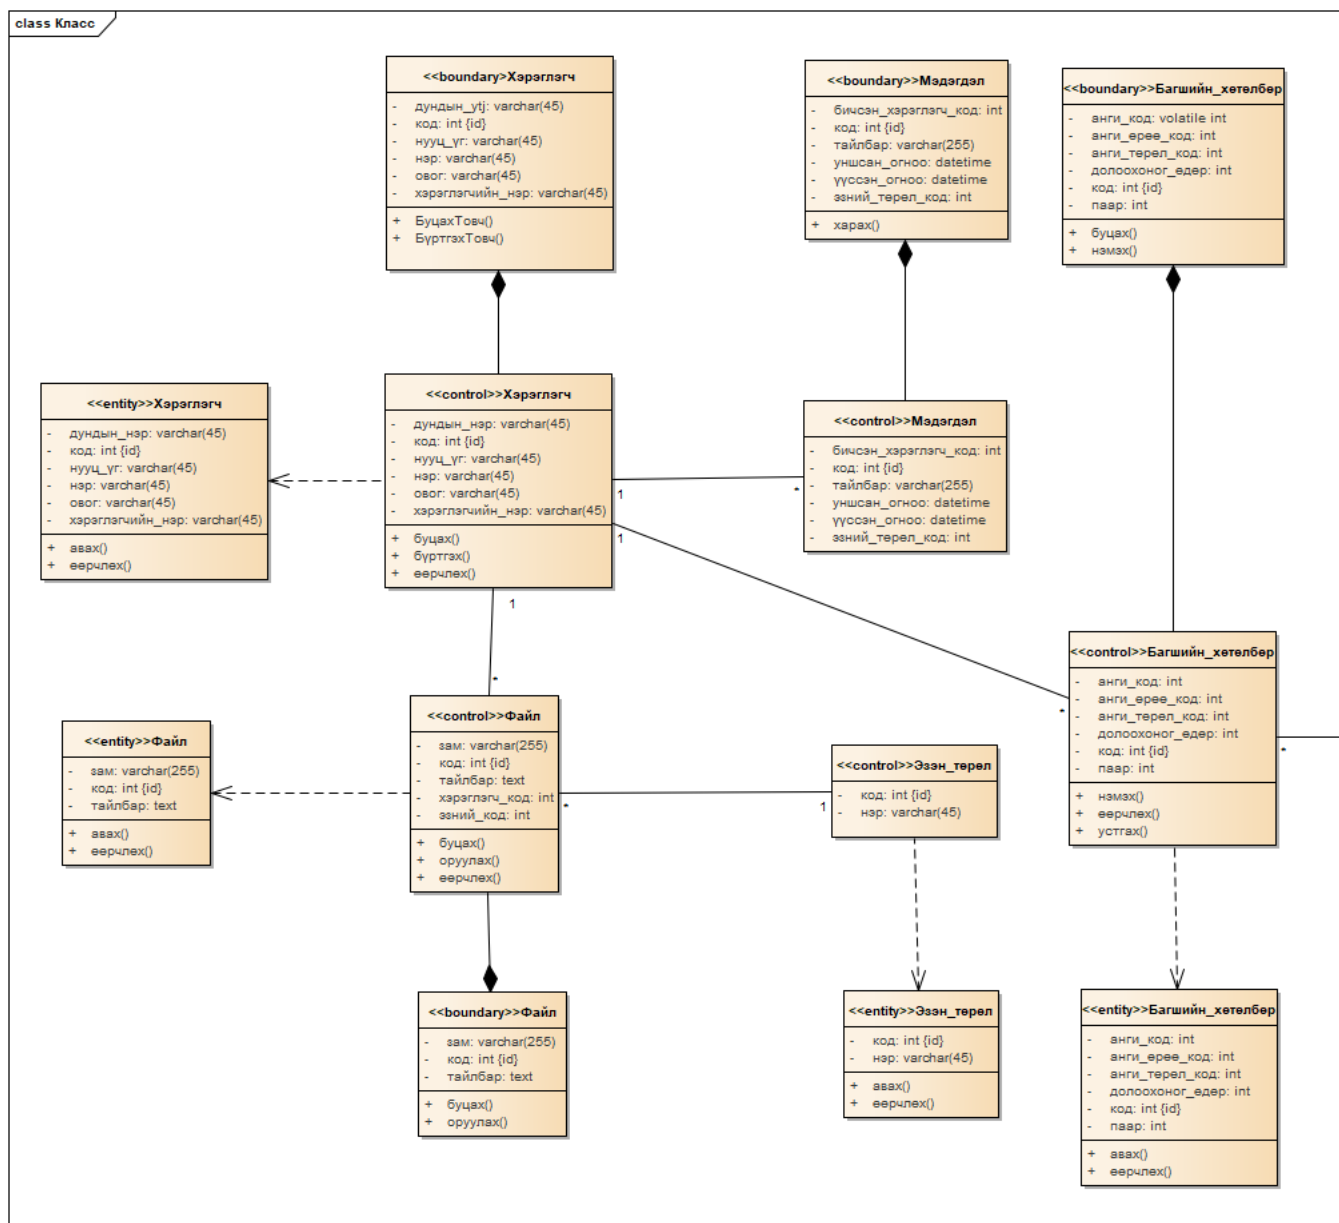 class Класс
<<boundary>Хэрэглэгч
- дундын_ytj: varchar(45)
- код: int {id}
- нууц_үг: varchar(45)
- нэр: varchar(45)
- овог: varchar(45)
- хэрэглэгчийн_нэр: varchar(45)
+ БуцахТовч()
+ БүртгэхТовч()
<<boundary>>Мэдэгдэл
- бичсэн_хэрэглэгч_код: int
- код: int {id}
- тайлбар: varchar(255)
- уншсан_огноо: datetime
- үүссэн_огноо: datetime
- эзний_төрөл_код: int
+ харах()
<<boundary>>Багшийн_хөтөлбөр
- анги_код: volatile int
- анги_өрөө_код: int
- анги_төрөл_код: int
- долоохоног_өдөр: int
- код: int {id}
- паар: int
+ буцах()
+ нэмэх()
<<entity>>Хэрэглэгч
- дундын_нэр: varchar(45)
- код: int {id}
- нууц_үг: varchar(45)
- нэр: varchar(45)
- овог: varchar(45)
- хэрэглэгчийн_нэр: varchar(45)
+ авах()
+ өөрчлөх()
<<control>>Хэрэглэгч
- дундын_нэр: varchar(45)
- код: int {id}
- нууц_үг: varchar(45)
- нэр: varchar(45)
- овог: varchar(45)
- хэрэглэгчийн_нэр: varchar(45)
+ буцах()
+ бүртгэх()
+ өөрчлөх()
1
*
1
1
*
*
*
<<control>>Мэдэгдэл
- бичсэн_хэрэглэгч_код: int
- код: int {id}
- тайлбар: varchar(255)
- уншсан_огноо: datetime
- үүссэн_огноо: datetime
- эзний_төрөл_код: int
<<control>>Багшийн_хөтөлбөр
- анги_код: int
- анги_өрөө_код: int
- анги_төрөл_код: int
- долоохоног_өдөр: int
- код: int {id}
- паар: int
+ нэмэх()
+ өөрчлөх()
+ устгах()
<<entity>>Файл
- зам: varchar(255)
- код: int {id}
- тайлбар: text
+ авах()
+ өөрчлөх()
<<control>>Файл
- зам: varchar(255)
- код: int {id}
- тайлбар: text
- хэрэглэгч_код: int
- эзний_код: int
+ буцах()
+ оруулах()
+ өөрчлөх()
*
1
<<control>>Эзэн_төрөл
- код: int {id}
- нэр: varchar(45)
<<boundary>>Файл
- зам: varchar(255)
- код: int {id}
- тайлбар: text
+ буцах()
+ оруулах()
<<entity>>Эзэн_төрөл
- код: int {id}
- нэр: varchar(45)
+ авах()
+ өөрчлөх()
<<entity>>Багшийн_хөтөлбөр
- анги_код: int
- анги_өрөө_код: int
- анги_төрөл_код: int
- долоохоног_өдөр: int
- код: int {id}
- паар: int
+ авах()
+ өөрчлөх()